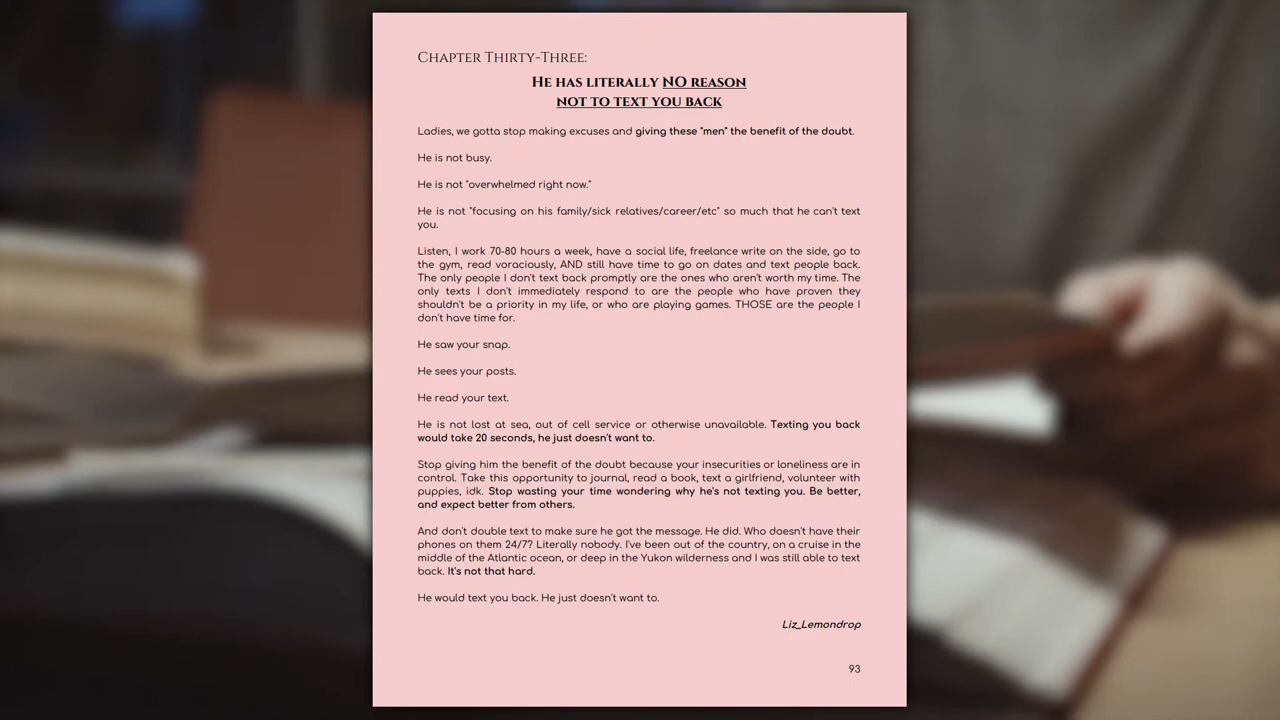 CHAPTER THIRTY-THREE:
HE HAS LITERALLY NO REASON
NOT TO TEXT YOU BACK
Ladies, we gotta stop making excuses and giving these "men" the benefit of the doubt.
He is not busy.
He is not "overwhelmed right now."
He is not "focusing on his family/sick relatives/career/etc" so much that he can't text
you.
Listen, I work 70-80 hours a week, have a social life, freelance write on the side, go to
the gym, read voraciously, AND still have time to go on dates and text people back.
The only people I don't text back promptly are the ones who aren't worth my time. The
only texts I don't immediately respond to are the people who have proven they
shouldn't be a priority in my life, or who are playing games. THOSE are the people I
don't have time for.
He saw your snap.
He sees your posts.
He read your text.
He is not lost at sea, out of cell service or otherwise unavailable. Texting you back
would take 20 seconds, he just doesn't want to.
Stop giving him the benefit of the doubt because your insecurities or loneliness are in
control. Take this opportunity to journal, read a book, text a girlfriend, volunteer with
puppies, idk. Stop wasting your time wondering why he's not texting you. Be better,
and expect better from others.
And don't double text to make sure he got the message. He did. Who doesn't have their
phones on them 24/7? Literally nobody. I've been out of the country, on a cruise in the
middle of the Atlantic ocean, or deep in the Yukon wilderness and I was still able to text
back. It's not that hard.
He would text you back. He just doesn't want to.
Liz_Lemondrop
93